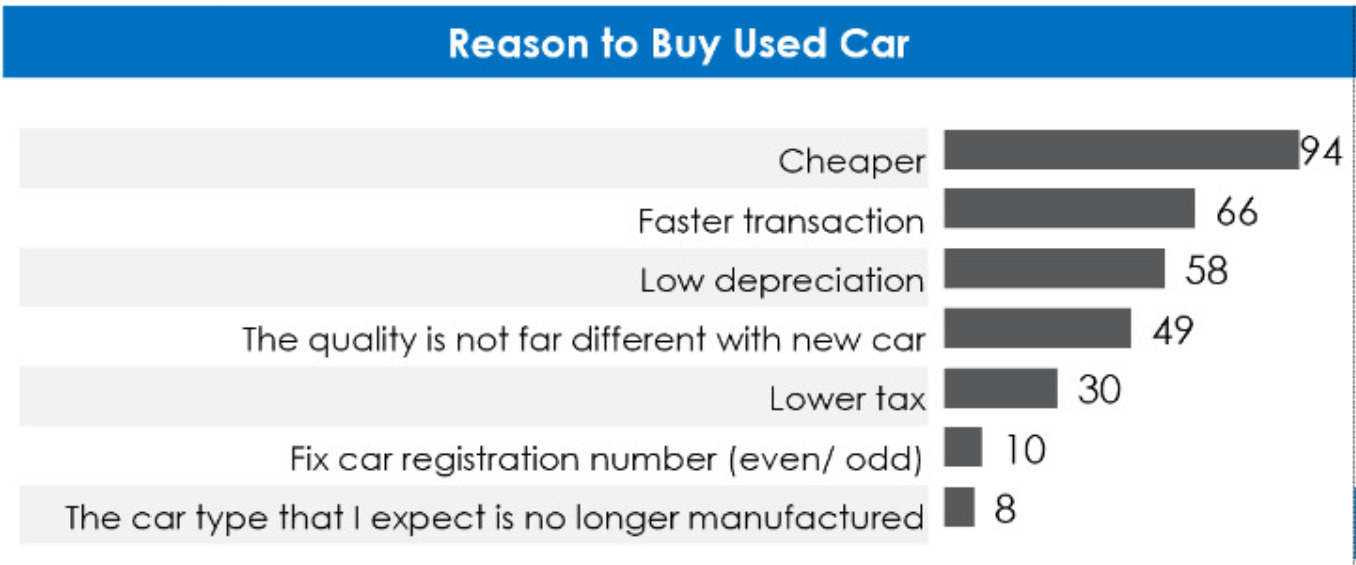 Reason to Buy Used Car
Cheaper 94
Faster transaction 66
Low depreciation 58
The quality is not far different with new car 49
Lower tax 30
Fix car registration number (even/ odd) 10
The car type that I expect is no longer manufactured 8